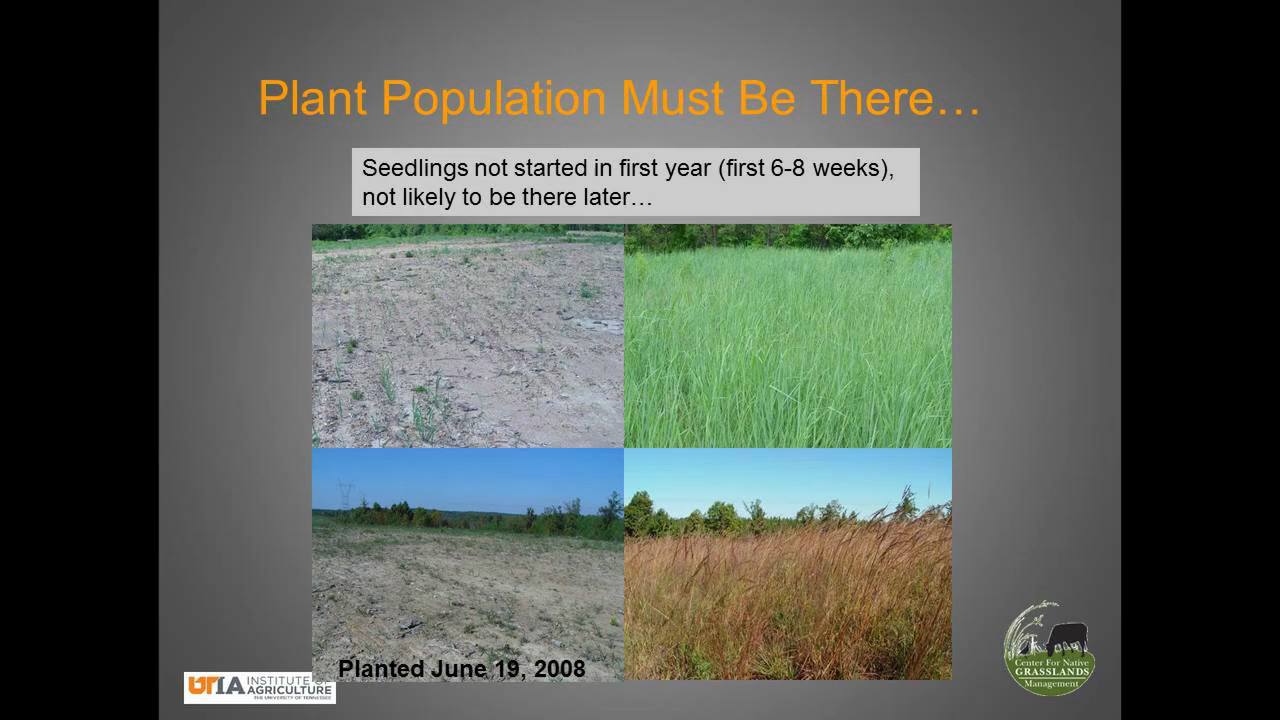 Plant Population Must Be There…
Seedlings not started in first year (first 6-8 weeks),
not likely to be there later…
Planted June 19, 2008
UTIA INSTITUTE OF
AGRICULTURE
THE UNIVERSITY OF TENNESSEE
Center For Native
GRASSLANDS
Management